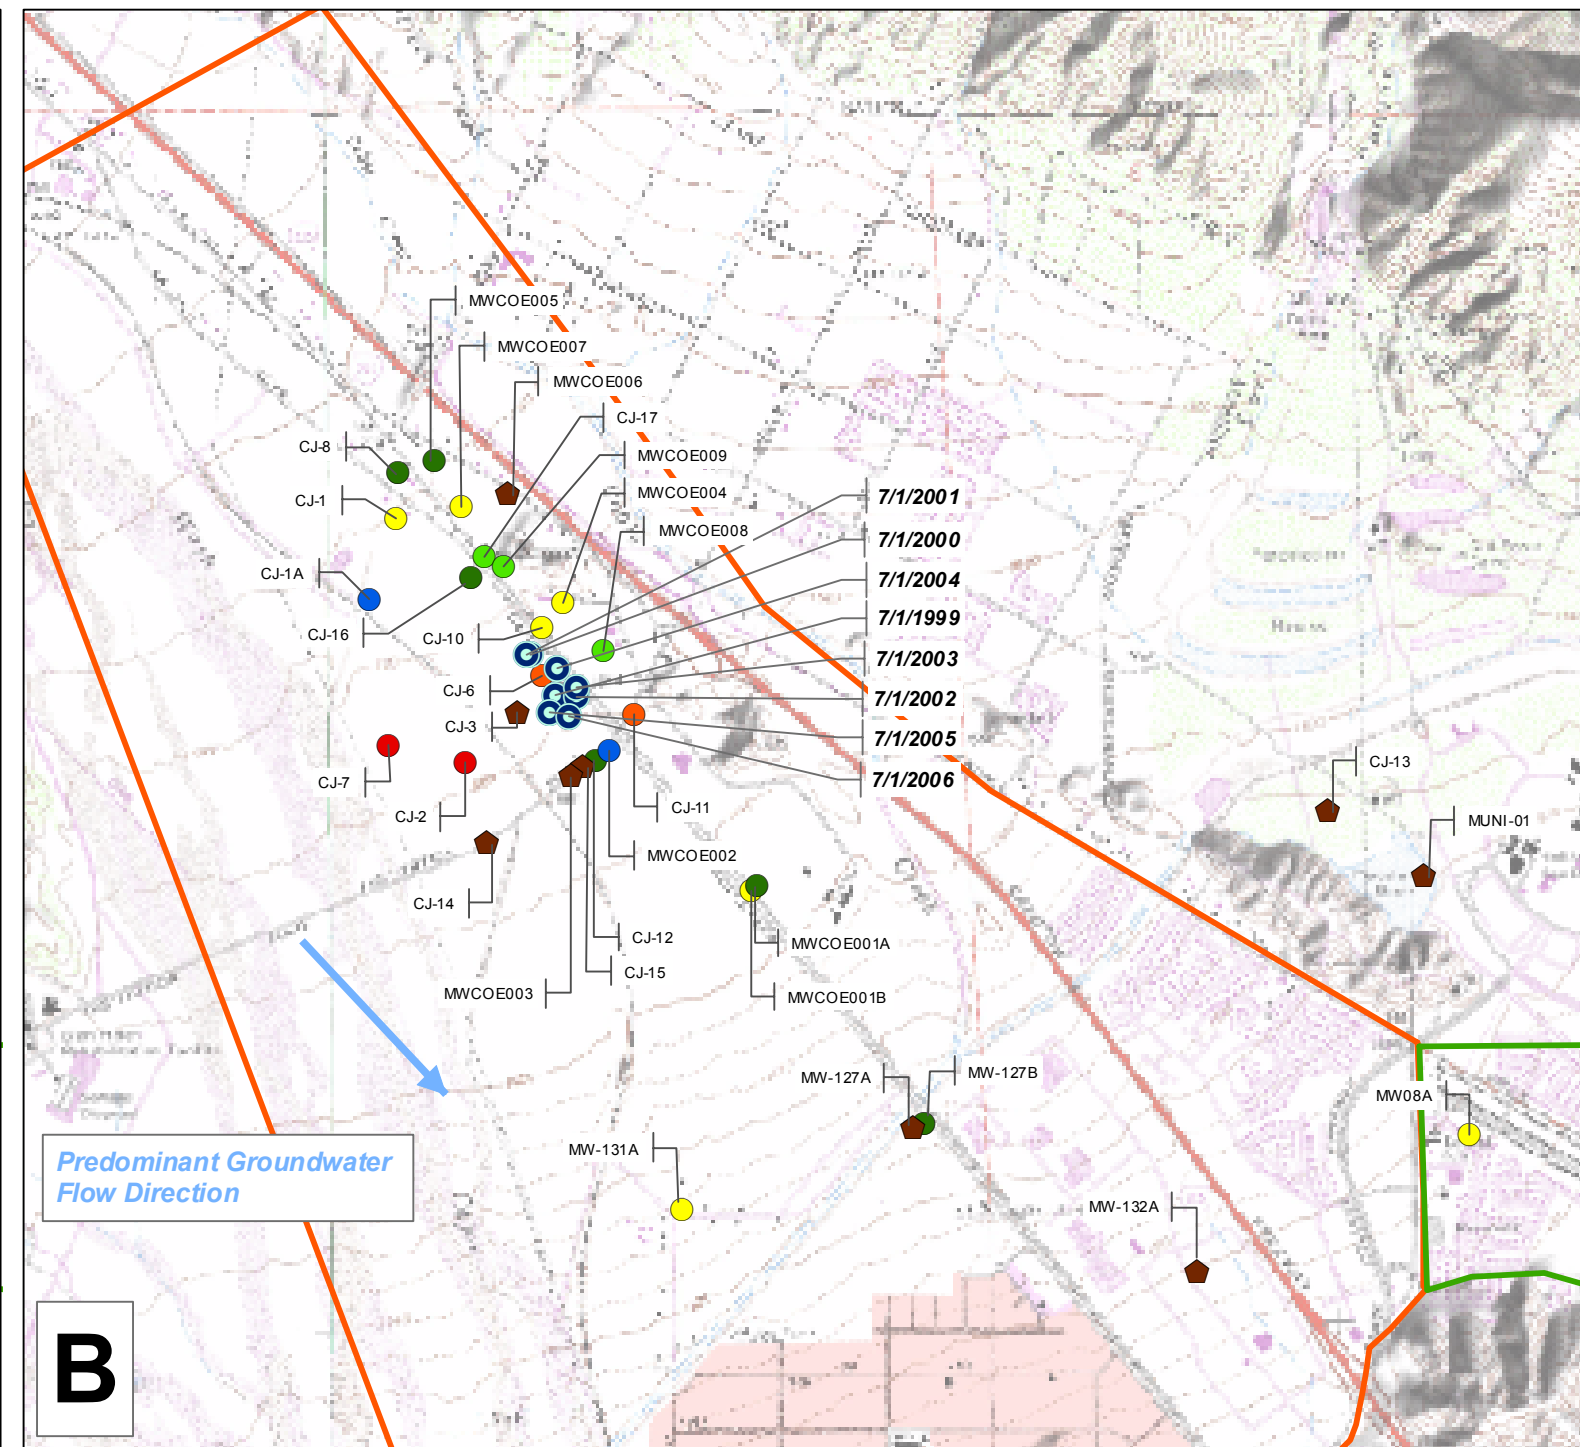 MWCOE005
MWCOE007
MWCOE006
CJ-17
CJ-8
MWCOE009
MWCOE004
CJ-1
7/1/2001
MWCOE008
7/1/2000
CJ-1A
7/1/2004
7/1/1999
CJ-16
CJ-10
7/1/2003
CJ-6
7/1/2002
CJ-3
7/1/2005
CJ-13
CJ-7
7/1/2006
CJ-11
CJ-2
MUNI-01
MWCOE002
CJ-14
CJ-12
MWCOE001A
CJ-15
MWCOE003
MWCOE001B
MW-127A
MW-127B
MW08A
MW-131A
Predominant Groundwater
Flow Direction
MW-132A
B